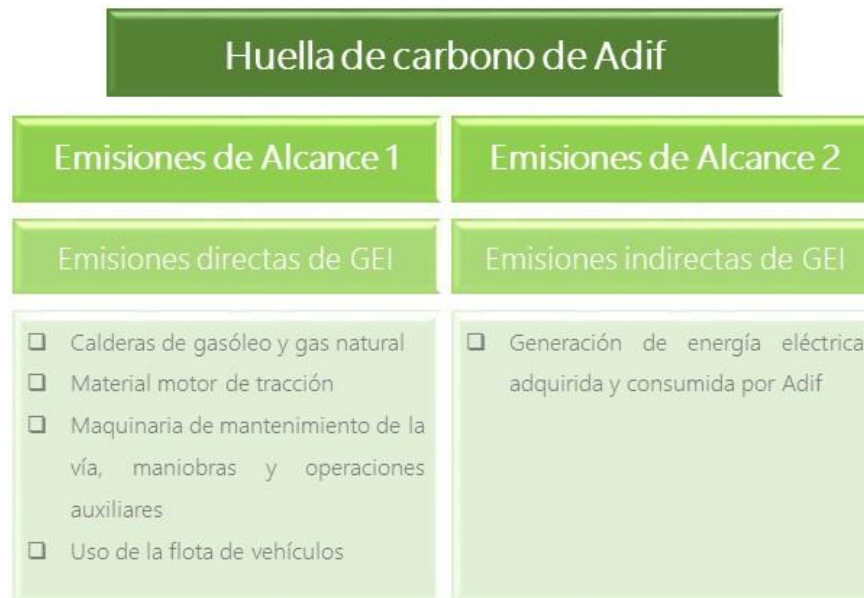 Huella de carbono de Adif
Emisiones de Alcance 1
Emisiones de Alcance 2
Emisiones directas de GEI
Emisiones indirectas de GEI
Calderas de gasóleo y gas natural
Material motor de tracción
Maquinaria de mantenimiento de la
vía, maniobras y operaciones
auxiliares
Uso de la flota de vehículos
Generación de energía eléctrica
adquirida y consumida por Adif